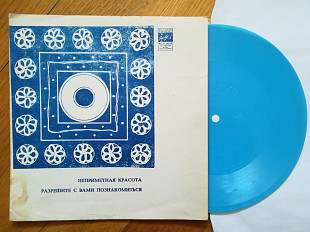 НЕПРИМЕТНАЯ КРАСОТА
РАЗРЕШИТЕ С ВАМИ ПОЗНАКОМИТЬСЯ